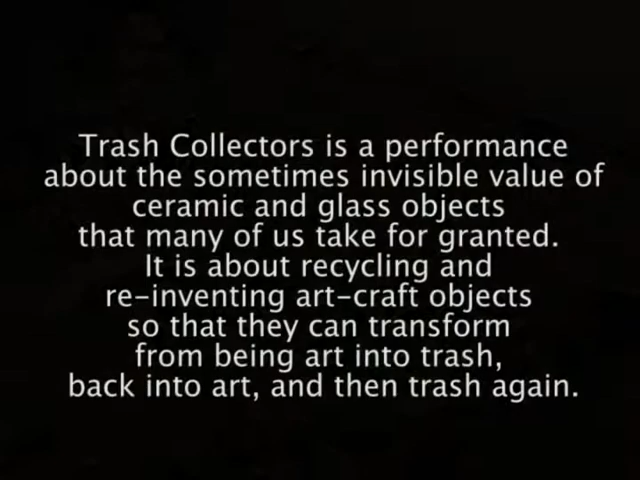 Trash Collectors is a performance
about the sometimes invisible value of
ceramic and glass objects
that many of us take for granted.
It is about recycling and
re-inventing art-craft objects
so that they can transform
from being art into trash,
back into art, and then trash again.